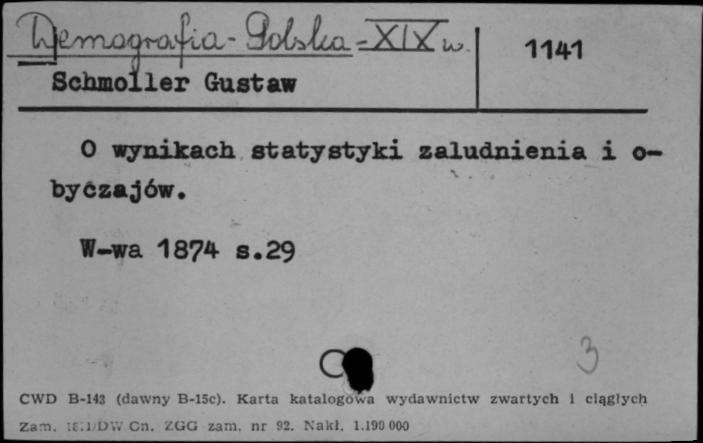 Demografia - Polska - XIX w.
1141
Schmoller Gustaw
O wynikach statystyki zaludnienia i o-
byczajów.
W-wa 1874 s.29
3
CWD B-143 (dawny B-15c). Karta katalogowa wydawnictw zwartych i ciągłych
Zam. DW Gn. ZGG zam. nr 92. Nakł. 1.190 000